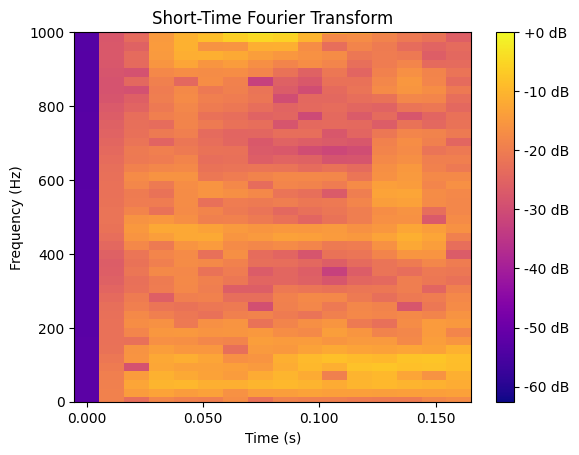 Short-Time Fourier Transform
Frequency (Hz)
1000
800
600
400
200
0
0.000
0.050
0.100
0.150
Time (s)
+0 dB
-10 dB
-20 dB
-30 dB
-40 dB
-50 dB
-60 dB